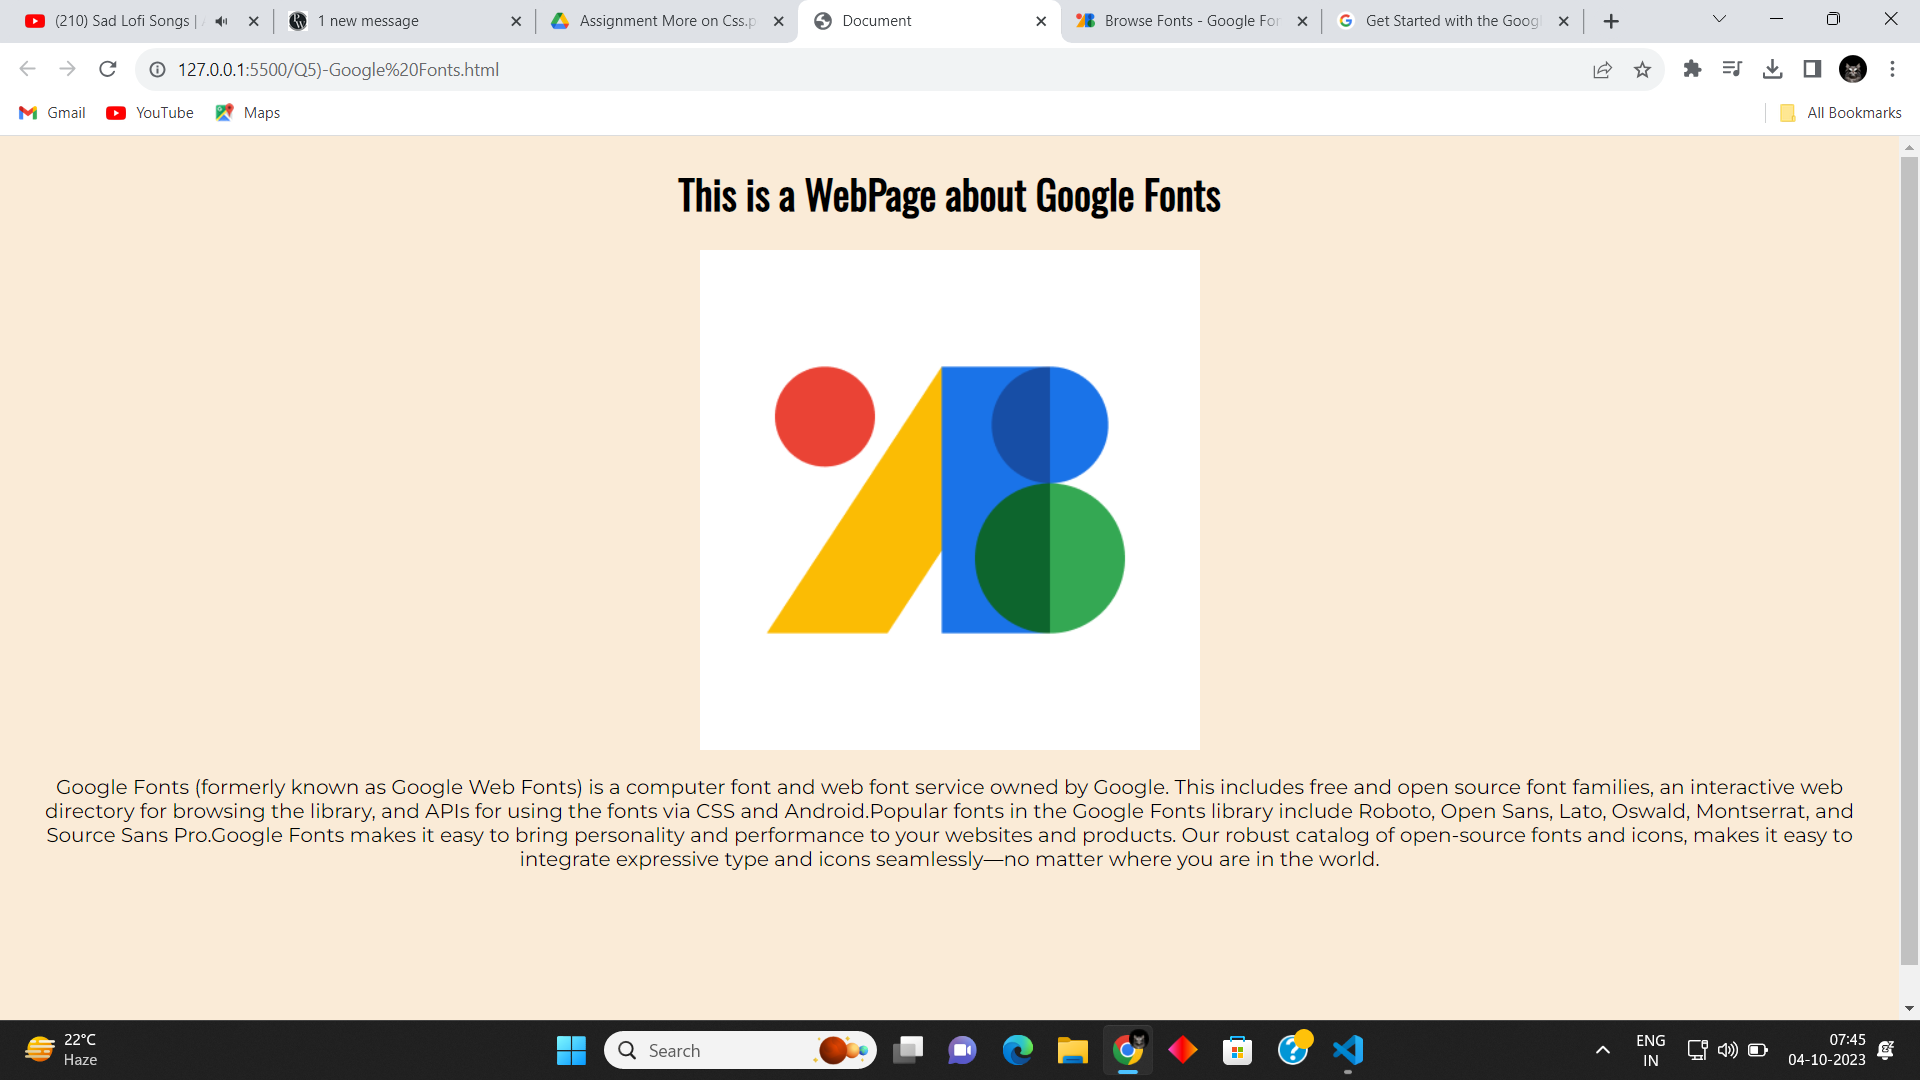 (210) Sad Lofi Songs |
1 new message
Assignment More on Css.p
Document
Browse Fonts - Google Fon
Get Started with the Googl
127.0.0.1:5500/Q5)-Google%20Fonts.html
Gmail
YouTube
Maps
All Bookmarks
This is a WebPage about Google Fonts
Google Fonts (formerly known as Google Web Fonts) is a computer font and web font service owned by Google. This includes free and open source font families, an interactive web
directory for browsing the library, and APIs for using the fonts via CSS and Android.Popular fonts in the Google Fonts library include Roboto, Open Sans, Lato, Oswald, Montserrat, and
Source Sans Pro.Google Fonts makes it easy to bring personality and performance to your websites and products. Our robust catalog of open-source fonts and icons, makes it easy to
integrate expressive type and icons seamlessly—no matter where you are in the world.
22°C
Haze
Search
ENG
IN
07:45
04-10-2023